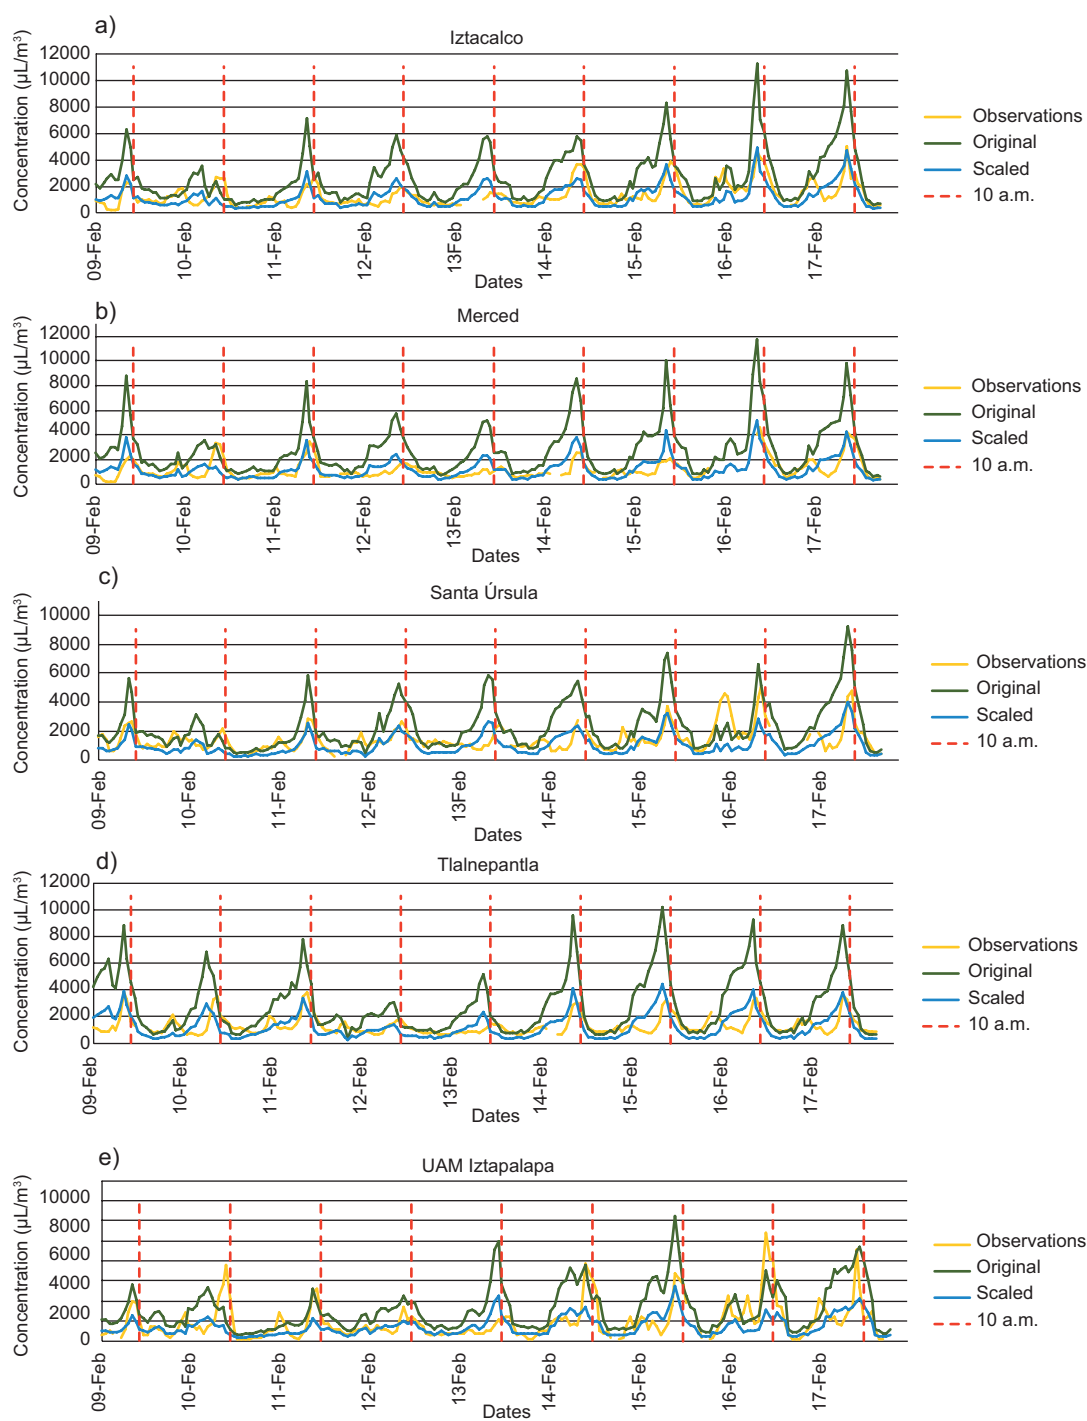 a)
Iztacalco
Concentration (µL/m³)
12000
10000
8000
6000
4000
2000
0
09-Feb
10-Feb
11-Feb
12-Feb
13Feb
14-Feb
15-Feb
16-Feb
17-Feb
Dates
Observations
Original
Scaled
10 a.m.
b)
Merced
Concentration (µL/m³)
12000
10000
8000
6000
4000
2000
0
09-Feb
10-Feb
11-Feb
12-Feb
13-Feb
14-Feb
15-Feb
16-Feb
17-Feb
Dates
Observations
Original
Scaled
10 a.m.
c)
Santa Úrsula
Concentration (µL/m³)
10000
8000
6000
4000
2000
0
09-Feb
10-Feb
11-Feb
12-Feb
13-Feb
14-Feb
15-Feb
16-Feb
17-Feb
Dates
Observations
Original
Scaled
10 a.m.
d)
Tlalnepantla
Concentration (µL/m³)
12000
10000
8000
6000
4000
2000
0
09-Feb
10-Feb
11-Feb
12-Feb
13Feb
14-Feb
15-Feb
16-Feb
17-Feb
Dates
Observations
Original
Scaled
10 a.m.
e)
UAM Iztapalapa
Concentration (µL/m³)
10000
8000
6000
4000
2000
0
09-Feb
10-Feb
11-Feb
12-Feb
13-Feb
14-Feb
15-Feb
16-Feb
17-Feb
Dates
Observations
Original
Scaled
10 a.m.